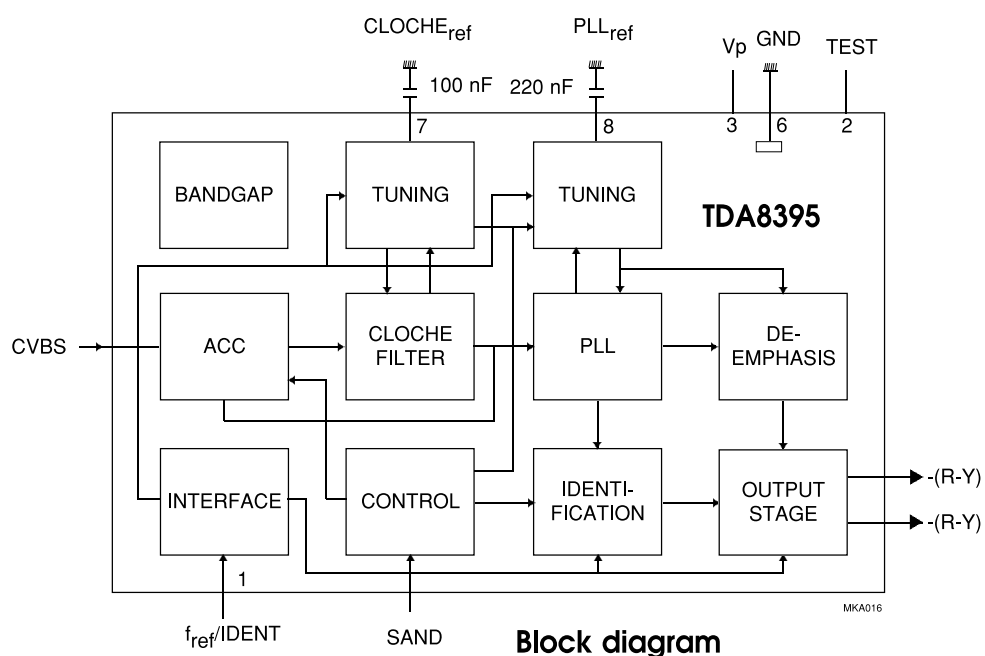 CLOCHEref
PLLref
Vp
GND
TEST
100 nF
220 nF
7
8
3
6
2
BANDGAP
TUNING
TUNING
TDA8395
CVBS
ACC
CLOCHE
FILTER
PLL
DE-
EMPHASIS
INTERFACE
CONTROL
IDENTI-
FICATION
OUTPUT
STAGE
-(R-Y)
-(R-Y)
1
MKA016
fref/IDENT
SAND
Block diagram